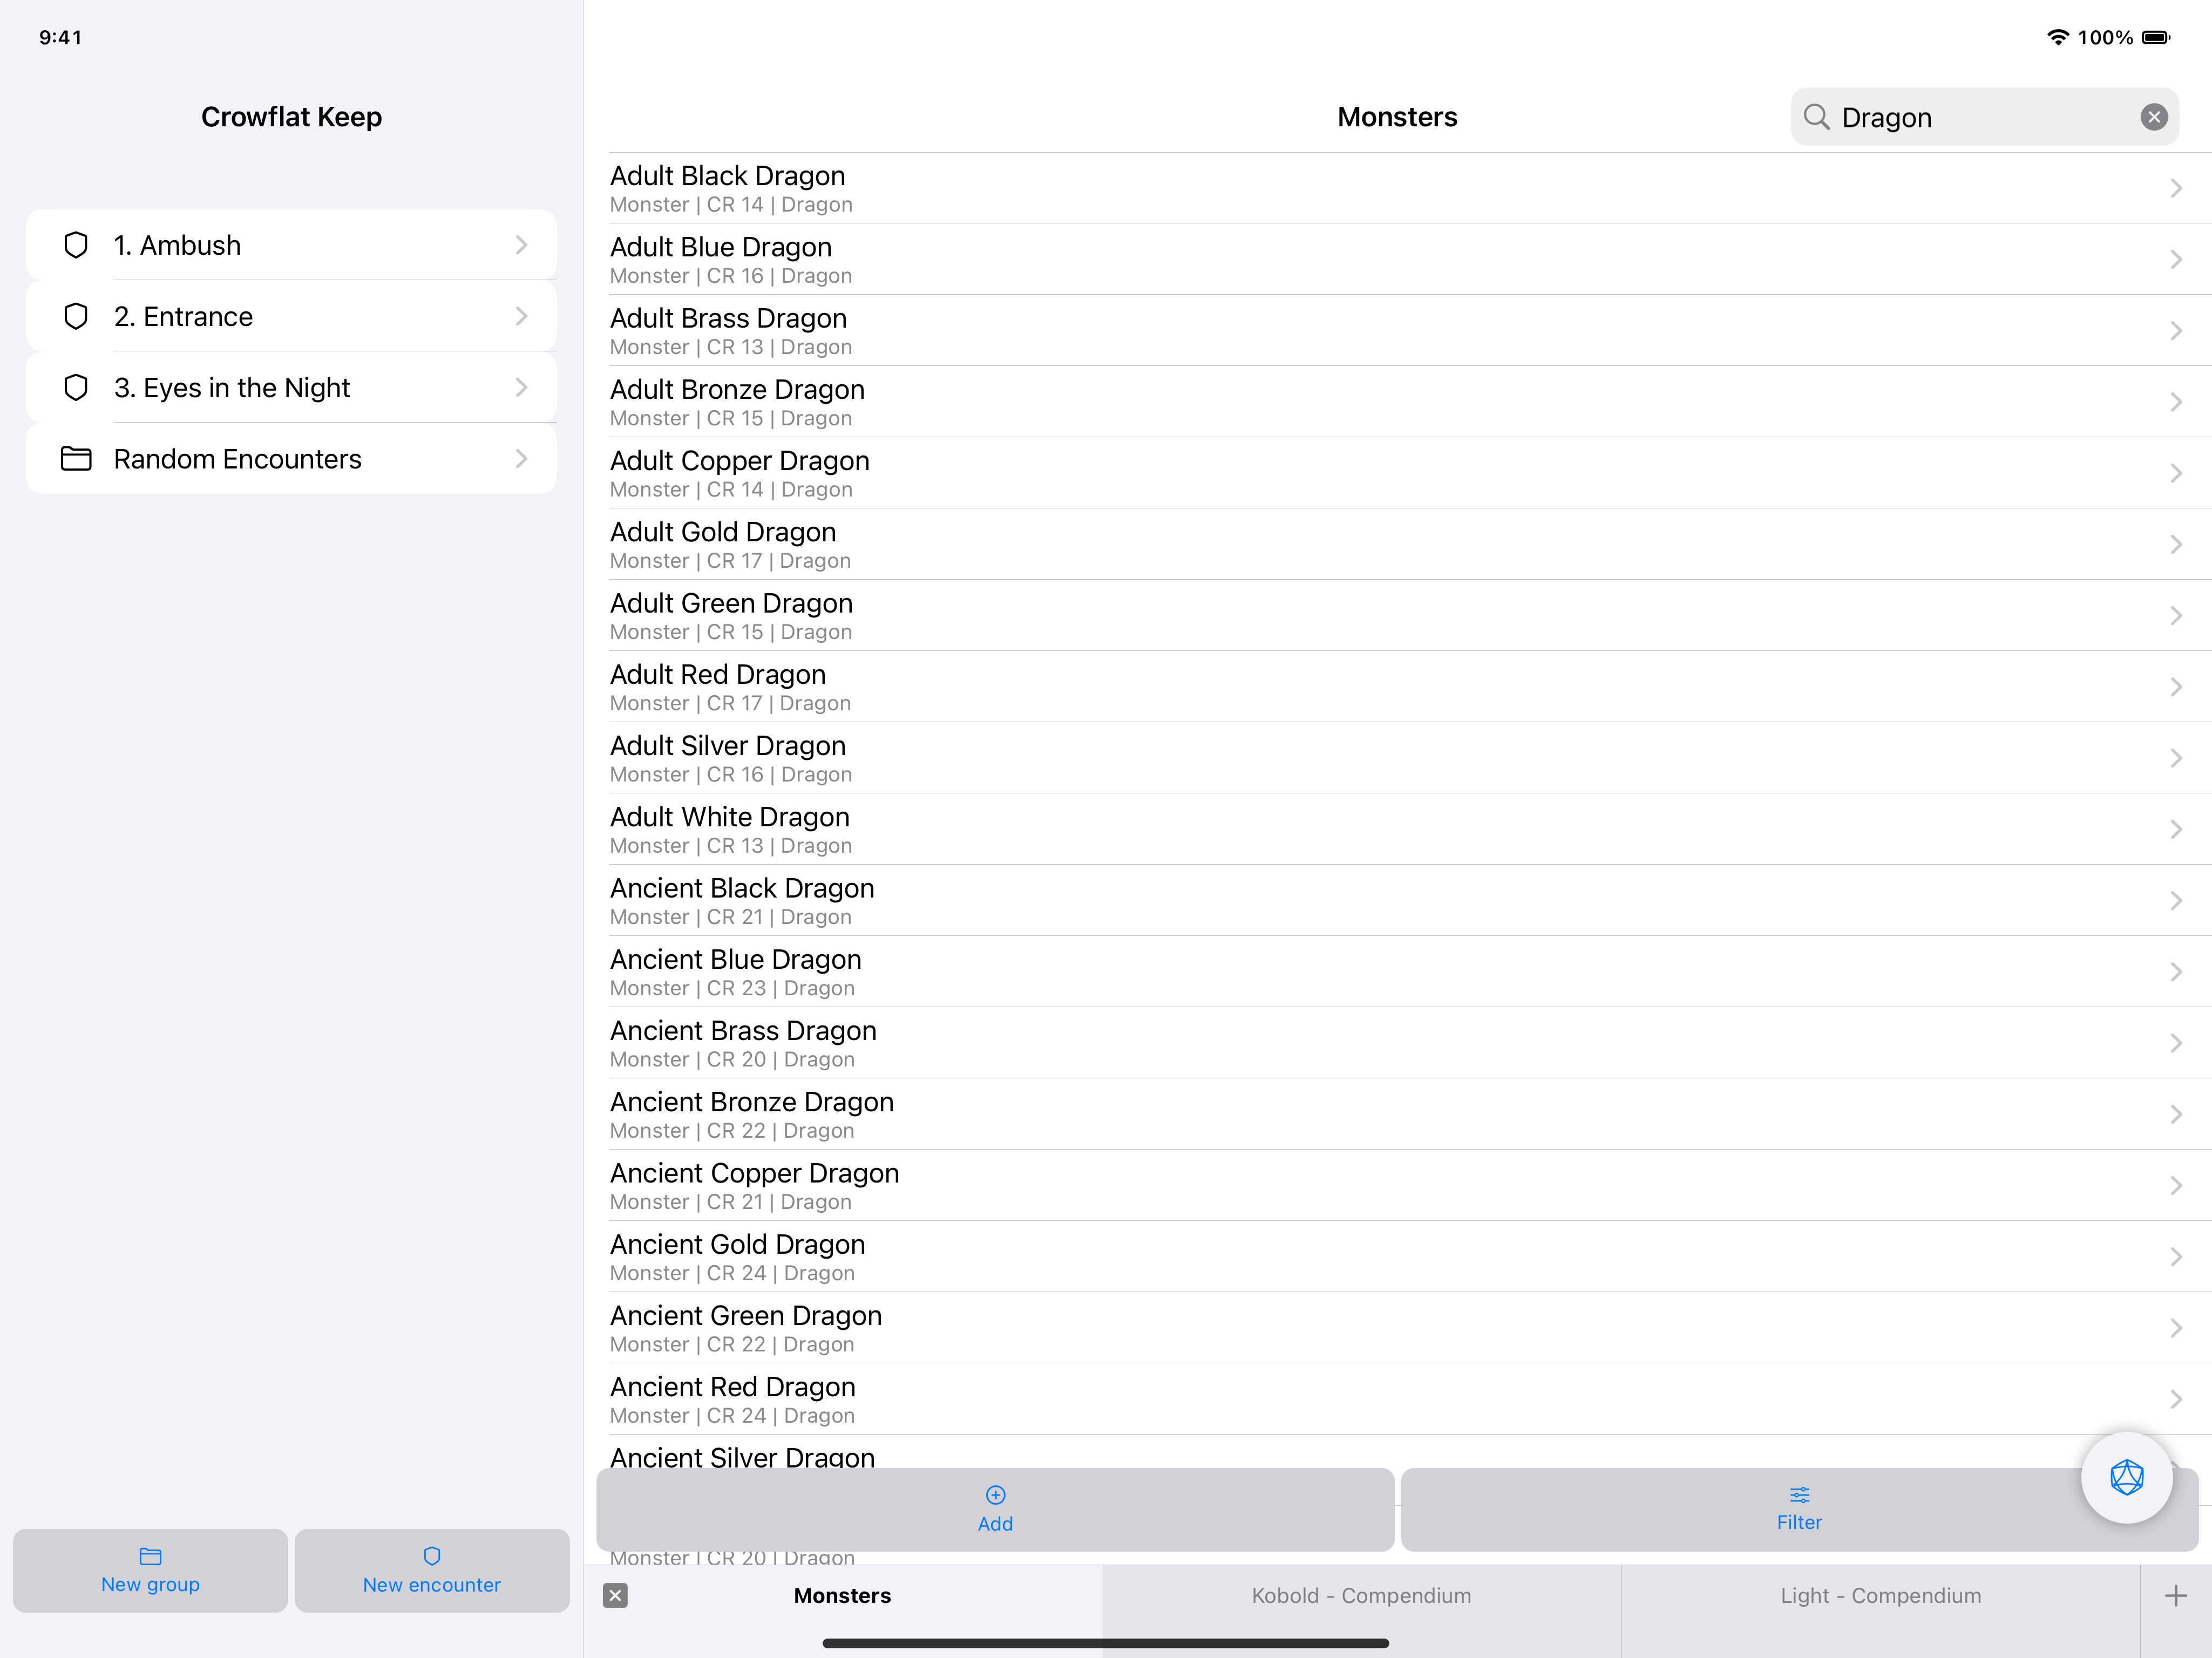 9:41
100%
Crowflat Keep
1. Ambush
2. Entrance
3. Eyes in the Night
Random Encounters
New group
New encounter
Monsters
Dragon
Adult Black Dragon
Monster | CR 14 | Dragon
Adult Blue Dragon
Monster | CR 16 | Dragon
Adult Brass Dragon
Monster | CR 13 | Dragon
Adult Bronze Dragon
Monster | CR 15 | Dragon
Adult Copper Dragon
Monster | CR 14 | Dragon
Adult Gold Dragon
Monster | CR 17 | Dragon
Adult Green Dragon
Monster | CR 15 | Dragon
Adult Red Dragon
Monster | CR 17 | Dragon
Adult Silver Dragon
Monster | CR 16 | Dragon
Adult White Dragon
Monster | CR 13 | Dragon
Ancient Black Dragon
Monster | CR 21 | Dragon
Ancient Blue Dragon
Monster | CR 23 | Dragon
Ancient Brass Dragon
Monster | CR 20 | Dragon
Ancient Bronze Dragon
Monster | CR 22 | Dragon
Ancient Copper Dragon
Monster | CR 21 | Dragon
Ancient Gold Dragon
Monster | CR 24 | Dragon
Ancient Green Dragon
Monster | CR 22 | Dragon
Ancient Red Dragon
Monster | CR 24 | Dragon
Ancient Silver Dragon
Add
Filter
Monster | CR 20 | Dragon
Monsters
Kobold - Compendium
Light - Compendium